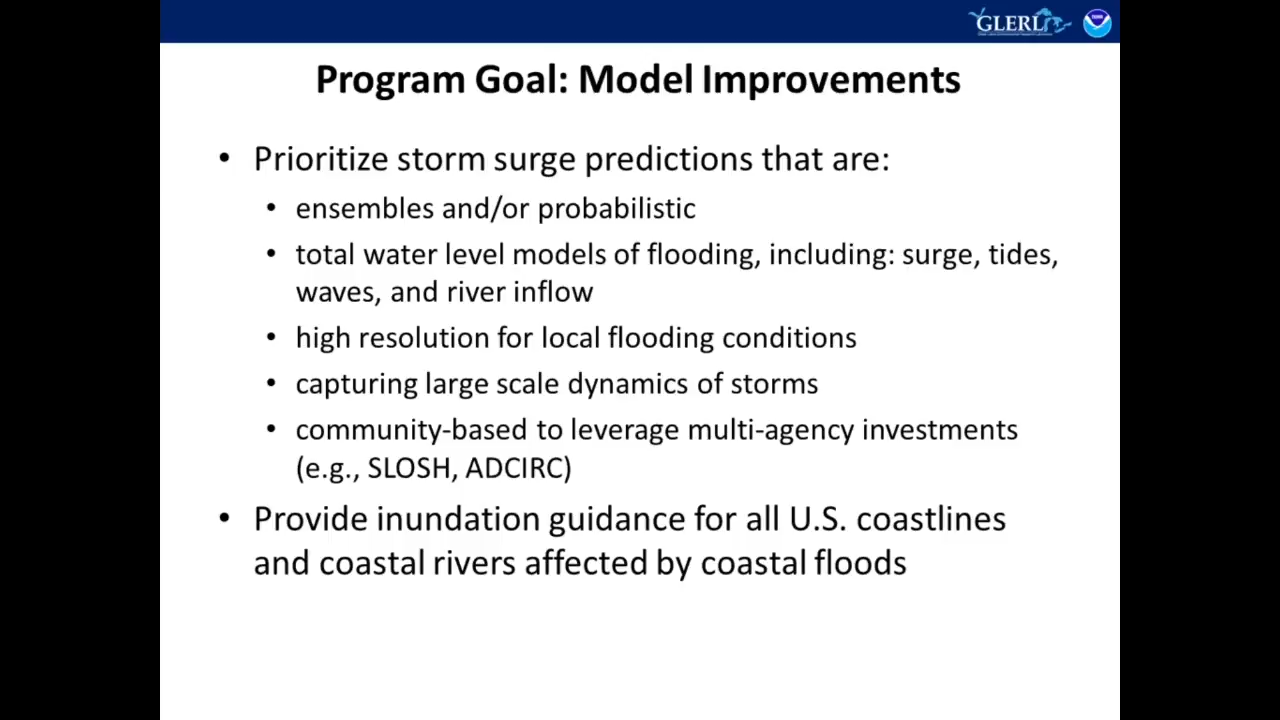 GLERL
Program Goal: Model Improvements
• Prioritize storm surge predictions that are:
• ensembles and/or probabilistic
• total water level models of flooding, including: surge, tides,
waves, and river inflow
• high resolution for local flooding conditions
• capturing large scale dynamics of storms
• community-based to leverage multi-agency investments
(e.g., SLOSH, ADCIRC)
• Provide inundation guidance for all U.S. coastlines
and coastal rivers affected by coastal floods